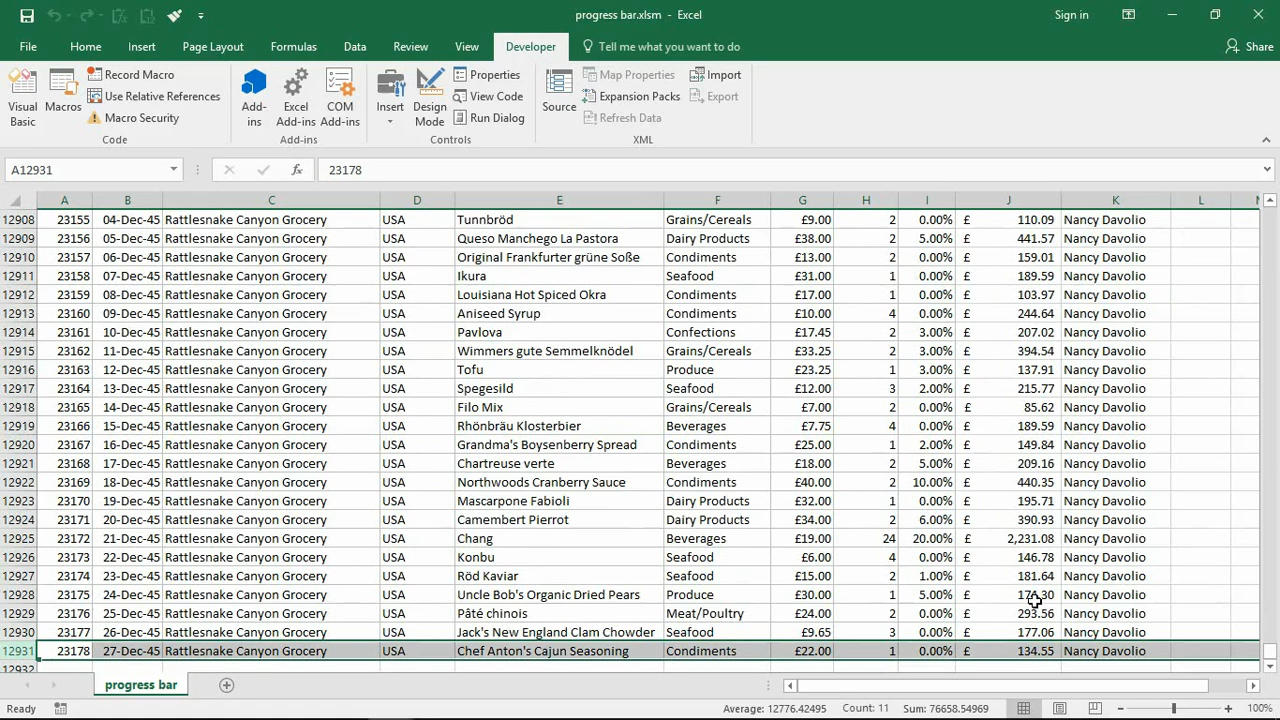 progress bar.xlsm - Excel
Sign in
File Home Insert Page Layout Formulas Data Review View Developer Tell me what you want to do Share
Visual Basic
Macros
Record Macro
Use Relative References
Macro Security
Code
Add-ins
Excel Add-ins
COM Add-ins
Add-ins
Insert
Design Mode
Properties
View Code
Run Dialog
Controls
Source
Map Properties
Expansion Packs
Refresh Data
Import
Export
XML
A12931 fx 23178
A B C D E F G H I J K L
12908 23155 04-Dec-45 Rattlesnake Canyon Grocery USA Tunnbröd Grains/Cereals £9.00 2 0.00% £ 110.09 Nancy Davolio
12909 23156 05-Dec-45 Rattlesnake Canyon Grocery USA Queso Manchego La Pastora Dairy Products £38.00 2 5.00% £ 441.57 Nancy Davolio
12910 23157 06-Dec-45 Rattlesnake Canyon Grocery USA Original Frankfurter grüne Soße Condiments £13.00 2 0.00% £ 159.01 Nancy Davolio
12911 23158 07-Dec-45 Rattlesnake Canyon Grocery USA Ikura Seafood £31.00 1 0.00% £ 189.59 Nancy Davolio
12912 23159 08-Dec-45 Rattlesnake Canyon Grocery USA Louisiana Hot Spiced Okra Condiments £17.00 1 0.00% £ 103.97 Nancy Davolio
12913 23160 09-Dec-45 Rattlesnake Canyon Grocery USA Aniseed Syrup Condiments £10.00 4 0.00% £ 244.64 Nancy Davolio
12914 23161 10-Dec-45 Rattlesnake Canyon Grocery USA Pavlova Confections £17.45 2 3.00% £ 207.02 Nancy Davolio
12915 23162 11-Dec-45 Rattlesnake Canyon Grocery USA Wimmers gute Semmelknödel Grains/Cereals £33.25 2 3.00% £ 394.54 Nancy Davolio
12916 23163 12-Dec-45 Rattlesnake Canyon Grocery USA Tofu Produce £23.25 1 3.00% £ 137.91 Nancy Davolio
12917 23164 13-Dec-45 Rattlesnake Canyon Grocery USA Spegesild Seafood £12.00 3 2.00% £ 215.77 Nancy Davolio
12918 23165 14-Dec-45 Rattlesnake Canyon Grocery USA Filo Mix Grains/Cereals £7.00 2 0.00% £ 85.62 Nancy Davolio
12919 23166 15-Dec-45 Rattlesnake Canyon Grocery USA Rhönbräu Klosterbier Beverages £7.75 4 0.00% £ 189.59 Nancy Davolio
12920 23167 16-Dec-45 Rattlesnake Canyon Grocery USA Grandma's Boysenberry Spread Condiments £25.00 1 2.00% £ 149.84 Nancy Davolio
12921 23168 17-Dec-45 Rattlesnake Canyon Grocery USA Chartreuse verte Beverages £18.00 2 5.00% £ 209.16 Nancy Davolio
12922 23169 18-Dec-45 Rattlesnake Canyon Grocery USA Northwoods Cranberry Sauce Condiments £40.00 2 10.00% £ 440.35 Nancy Davolio
12923 23170 19-Dec-45 Rattlesnake Canyon Grocery USA Mascarpone Fabioli Dairy Products £32.00 1 0.00% £ 195.71 Nancy Davolio
12924 23171 20-Dec-45 Rattlesnake Canyon Grocery USA Camembert Pierrot Dairy Products £34.00 2 6.00% £ 390.93 Nancy Davolio
12925 23172 21-Dec-45 Rattlesnake Canyon Grocery USA Chang Beverages £19.00 24 20.00% £ 2,231.08 Nancy Davolio
12926 23173 22-Dec-45 Rattlesnake Canyon Grocery USA Konbu Seafood £6.00 4 0.00% £ 146.78 Nancy Davolio
12927 23174 23-Dec-45 Rattlesnake Canyon Grocery USA Röd Kaviar Seafood £15.00 2 1.00% £ 181.64 Nancy Davolio
12928 23175 24-Dec-45 Rattlesnake Canyon Grocery USA Uncle Bob's Organic Dried Pears Produce £30.00 1 5.00% £ Nancy Davolio
12929 23176 25-Dec-45 Rattlesnake Canyon Grocery USA Pâté chinois Meat/Poultry £24.00 2 0.00% £ 293.56 Nancy Davolio
12930 23177 26-Dec-45 Rattlesnake Canyon Grocery USA Jack's New England Clam Chowder Seafood £9.65 3 0.00% £ 177.06 Nancy Davolio
12931 23178 27-Dec-45 Rattlesnake Canyon Grocery USA Chef Anton's Cajun Seasoning Condiments £22.00 1 0.00% £ 134.55 Nancy Davolio
12932
progress bar
Ready Average: 12776.42495 Count: 11 Sum: 76658.54969 100%